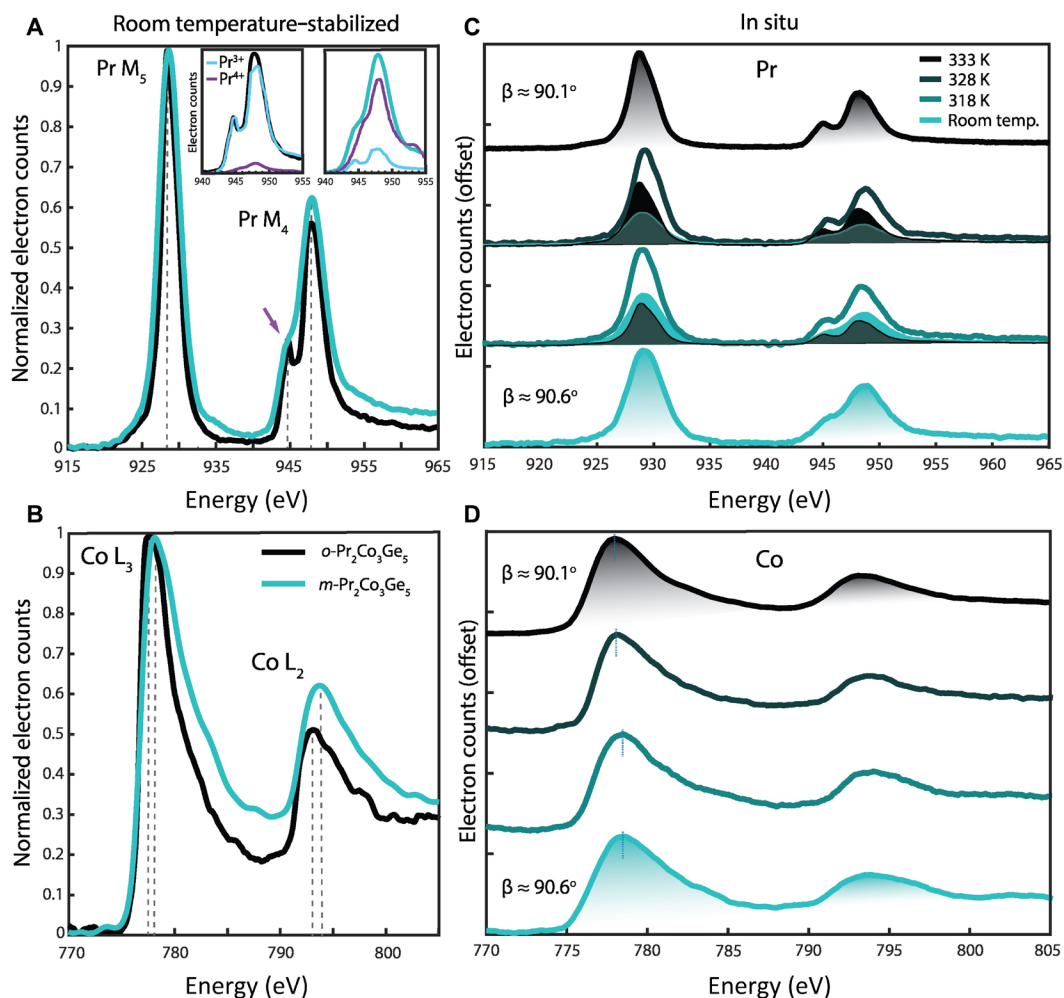 Room temperature–stabilized
In situ
A
Pr M5
Pr3+
Pr4+
Electron counts
940 945 950 955
940 945 950 955
Pr M4
Normalized electron counts
1
0.9
0.8
0.7
0.6
0.5
0.4
0.3
0.2
0.1
0
915 925 935 945 955 965
Energy (eV)
C
Pr
β ≈ 90.1°
333 K
328 K
318 K
Room temp.
Electron counts (offset)
β ≈ 90.6°
915 920 925 930 935 940 945 950 955 960 965
Energy (eV)
B
Co L3
o-Pr2Co3Ge5
m-Pr2Co3Ge5
Co L2
Normalized electron counts
1
0.9
0.8
0.7
0.6
0.5
0.4
0.3
0.2
0.1
0
770 780 790 800
Energy (eV)
D
Co
β ≈ 90.1°
Electron counts (offset)
β ≈ 90.6°
770 775 780 785 790 795 800 805
Energy (eV)